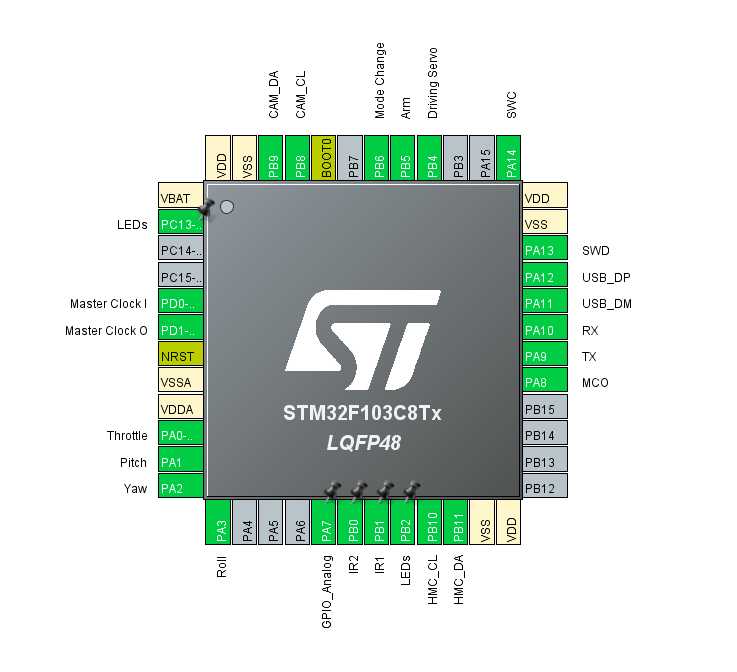 CAM_DA
CAM_CL
Mode Change
Arm
Driving Servo
SWC
VDD
VSS
PB9
PB8
BOOT0
PB7
PB6
PB5
PB4
PB3
PA15
PA14
VBAT
LEDs
PC13-..
PC14-..
PC15-..
Master Clock I
PD0-..
Master Clock O
PD1-..
NRST
VSSA
VDDA
Throttle
PA0-..
Pitch
PA1
Yaw
PA2
ST
STM32F103C8Tx
LQFP48
VDD
VSS
PA13
SWD
PA12
USB_DP
PA11
USB_DM
PA10
RX
PA9
TX
PA8
MCO
PB15
PB14
PB13
PB12
PA3
PA4
PA5
PA6
PA7
PB0
PB1
PB2
PB10
PB11
VSS
VDD
Roll
GPIO_Analog
IR2
IR1
LEDs
HMC_CL
HMC_DA